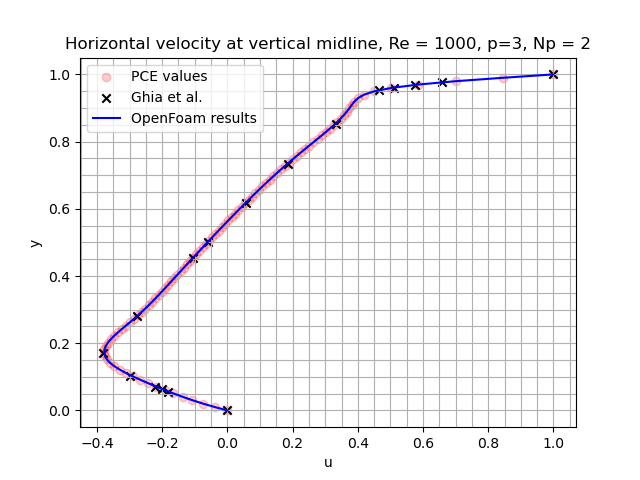 Horizontal velocity at vertical midline, Re = 1000, p=3, Np = 2
PCE values
Ghia et al.
OpenFoam results
y
1.0
0.8
0.6
0.4
0.2
0.0
−0.4 −0.2 0.0 0.2 0.4 0.6 0.8 1.0
u